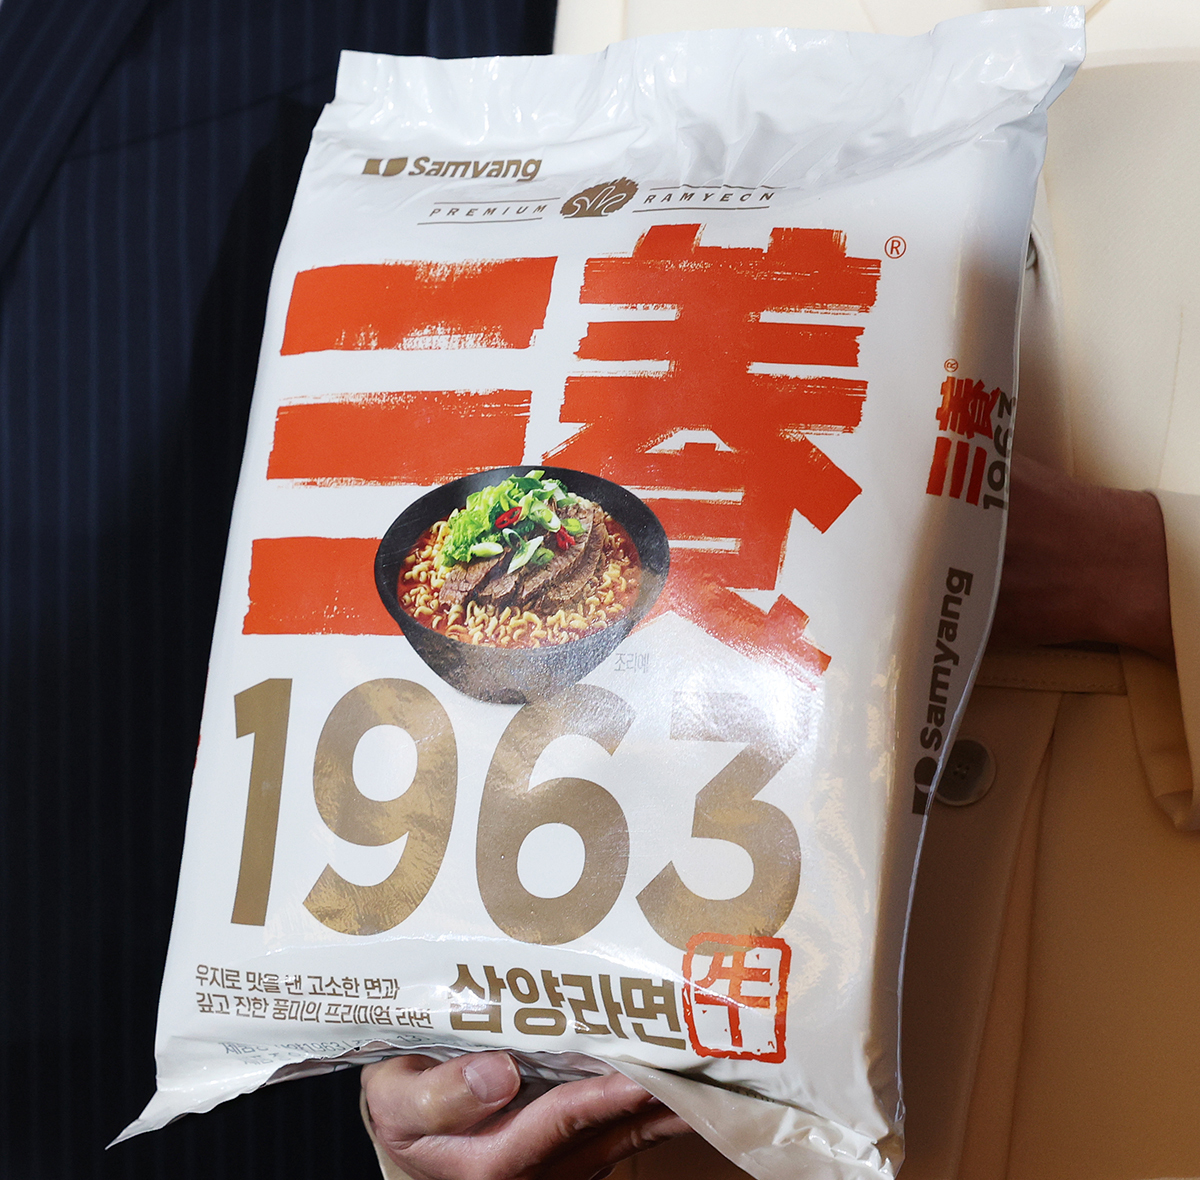 Samyang
PREMIUM RAMYEON
三養®
조리예
1963
우지로 맛을 낸 고소한 면과
깊고 진한 풍미의 프리미엄 라면
삼양라면
牛
三養®
1963
Samyang